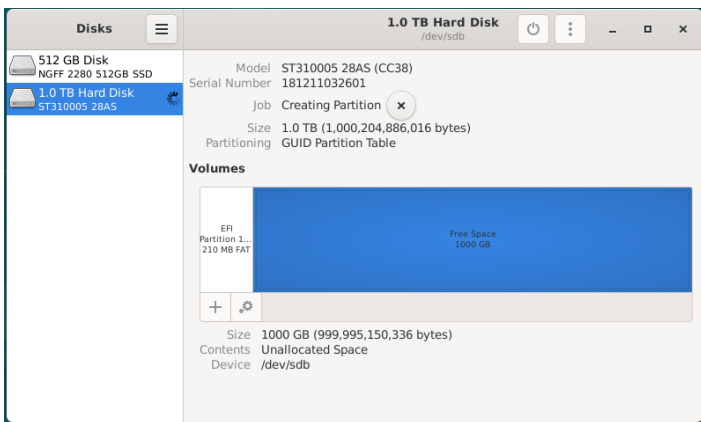 Disks
1.0 TB Hard Disk
/dev/sdb
512 GB Disk
NGFF 2280 512GB SSD
1.0 TB Hard Disk
ST310005 28AS
Model ST310005 28AS (CC38)
Serial Number 181211032601
Job Creating Partition
Size 1.0 TB (1,000,204,886,016 bytes)
Partitioning GUID Partition Table
Volumes
EFI
Partition 1...
210 MB FAT
Free Space
1000 GB
Size 1000 GB (999,995,150,336 bytes)
Contents Unallocated Space
Device /dev/sdb